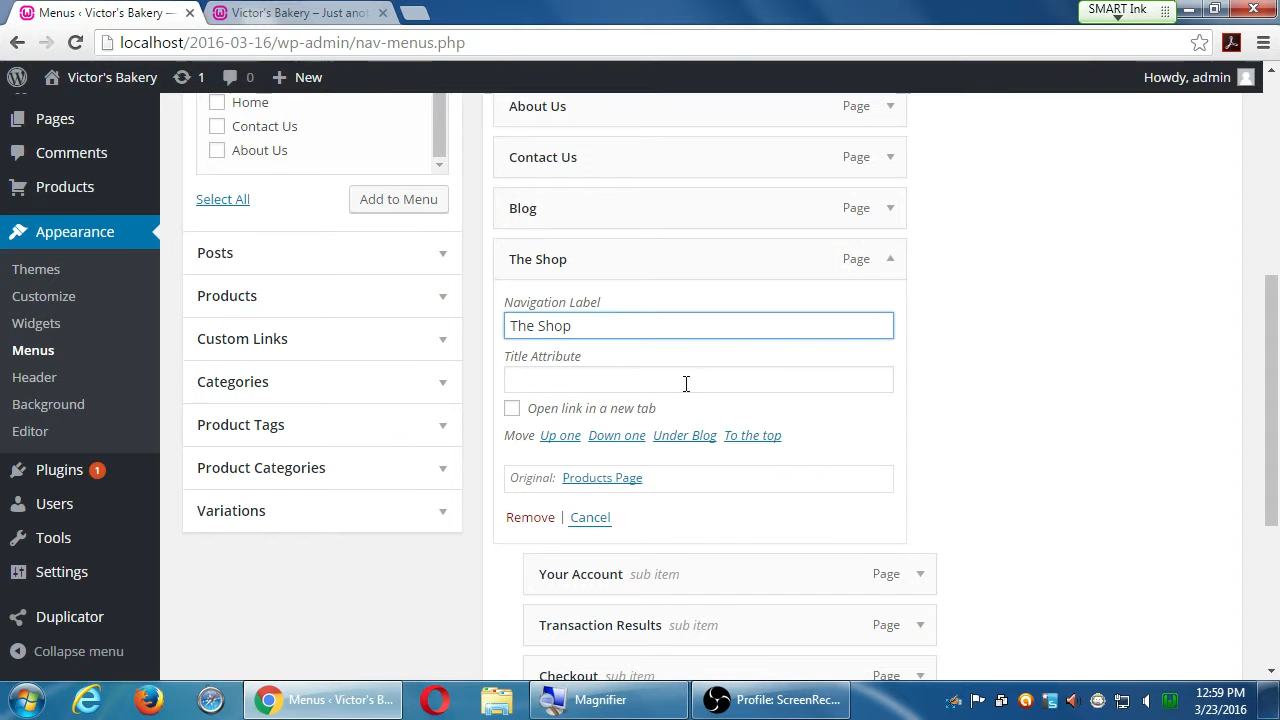 Menus ‹ Victor's Bakery —
Victor's Bakery – Just anot
SMART Ink
localhost/2016-03-16/wp-admin/nav-menus.php
Victor's Bakery
1
0
New
Howdy, admin
Pages
Comments
Products
Appearance
Themes
Customize
Widgets
Menus
Header
Background
Editor
Plugins 1
Users
Tools
Settings
Duplicator
Collapse menu
Home
Contact Us
About Us
Select All
Add to Menu
Posts
Products
Custom Links
Categories
Product Tags
Product Categories
Variations
About Us Page
Contact Us Page
Blog Page
The Shop Page
Navigation Label
The Shop
Title Attribute
Open link in a new tab
Move Up one Down one Under Blog To the top
Original: Products Page
Remove | Cancel
Your Account sub item Page
Transaction Results sub item Page
Checkout sub item Page
Menus ‹ Victor's B...
Magnifier
Profile: ScreenRec...
12:59 PM
3/23/2016